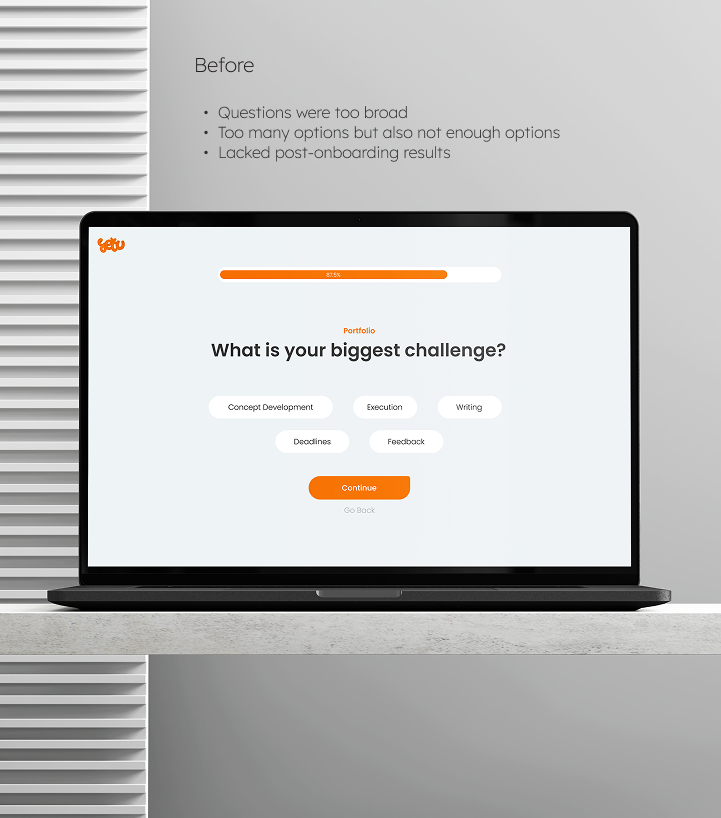 Before
• Questions were too broad
• Too many options but also not enough options
• Lacked post-onboarding results
87.5%
Portfolio
What is your biggest challenge?
Concept Development Execution Writing
Deadlines Feedback
Continue
Go Back